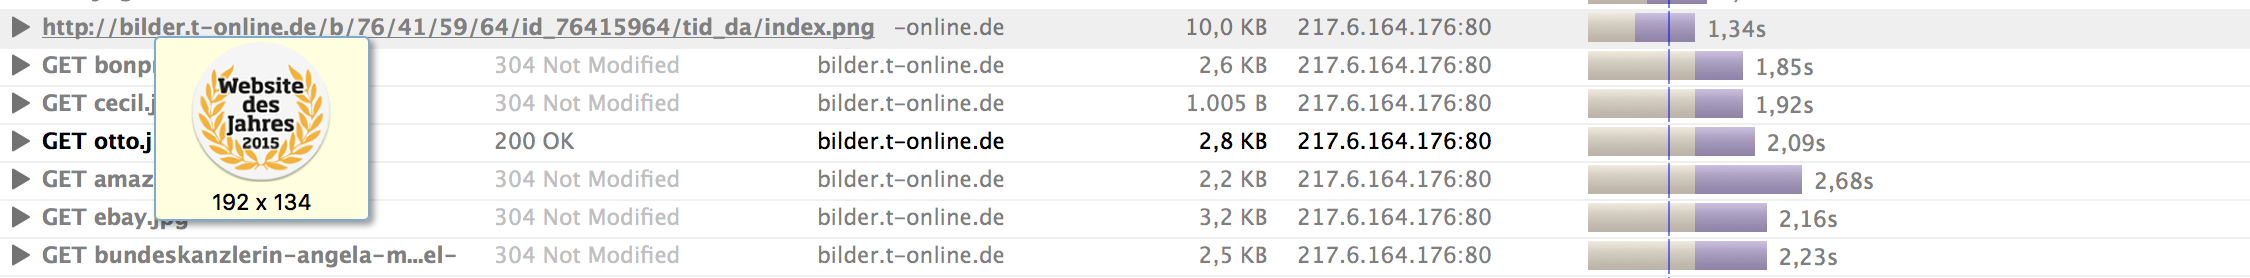 http://bilder.t-online.de/b/76/41/59/64/id_76415964/tid_da/index.png -online.de 10,0 KB 217.6.164.176:80 1,34s
GET bonp 304 Not Modified bilder.t-online.de 2,6 KB 217.6.164.176:80 1,85s
GET cecil.j 304 Not Modified bilder.t-online.de 1.005 B 217.6.164.176:80 1,92s
GET otto.j 200 OK bilder.t-online.de 2,8 KB 217.6.164.176:80 2,09s
GET amaz 304 Not Modified bilder.t-online.de 2,2 KB 217.6.164.176:80 2,68s
GET ebay.jpg 304 Not Modified bilder.t-online.de 3,2 KB 217.6.164.176:80 2,16s
GET bundeskanzlerin-angela-m...el- 304 Not Modified bilder.t-online.de 2,5 KB 217.6.164.176:80 2,23s
Website
des
Jahres
2015
192 x 134